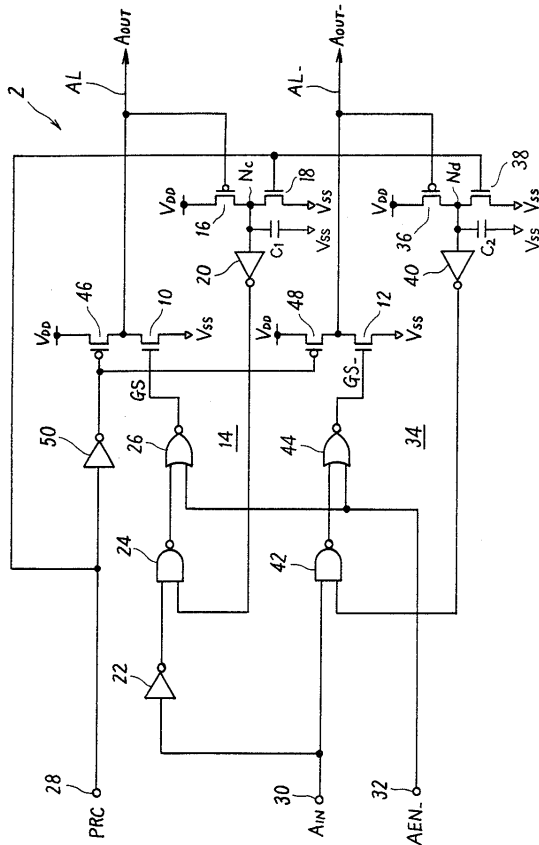 2
AL
AOUT
VDD
46
10
VSS
50
GS
26
14
VDD
16
NC
18
VSS
C1
VSS
20
24
22
28
PRC
AL-
AOUT-
VDD
48
12
VSS
GS-
44
34
VDD
36
Nd
38
VSS
C2
VSS
40
42
30
AIN
32
AEN-